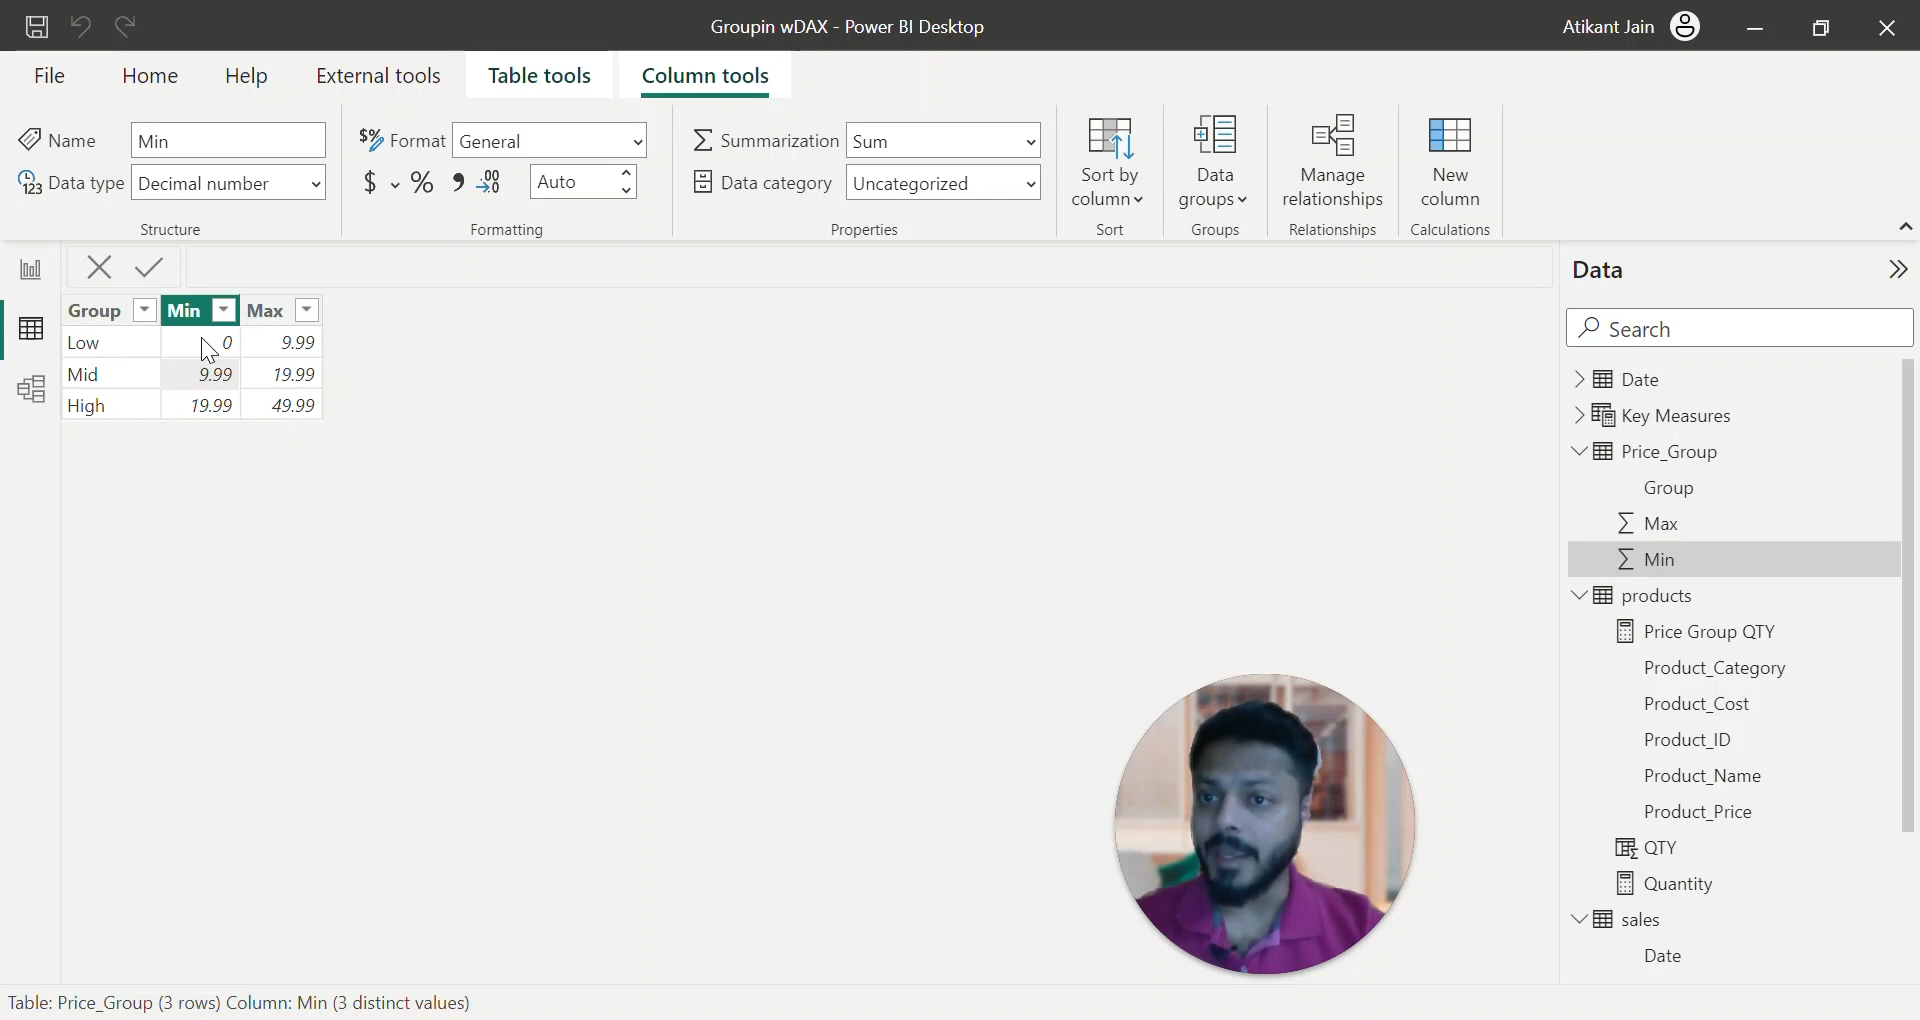 Groupin wDAX - Power BI Desktop
Atikant Jain
File
Home
Help
External tools
Table tools
Column tools
Name
Min
Data type
Decimal number
Structure
$% Format
General
$
%
,
.00
Auto
Formatting
Summarization
Sum
Data category
Uncategorized
Properties
Sort by
column
Sort
Data
groups
Groups
Manage
relationships
Relationships
New
column
Calculations
Group Min Max
Low 0 9.99
Mid 9.99 19.99
High 19.99 49.99
Data
Search
Date
Key Measures
Price_Group
Group
Max
Min
products
Price Group QTY
Product_Category
Product_Cost
Product_ID
Product_Name
Product_Price
QTY
Quantity
sales
Date
Table: Price_Group (3 rows) Column: Min (3 distinct values)